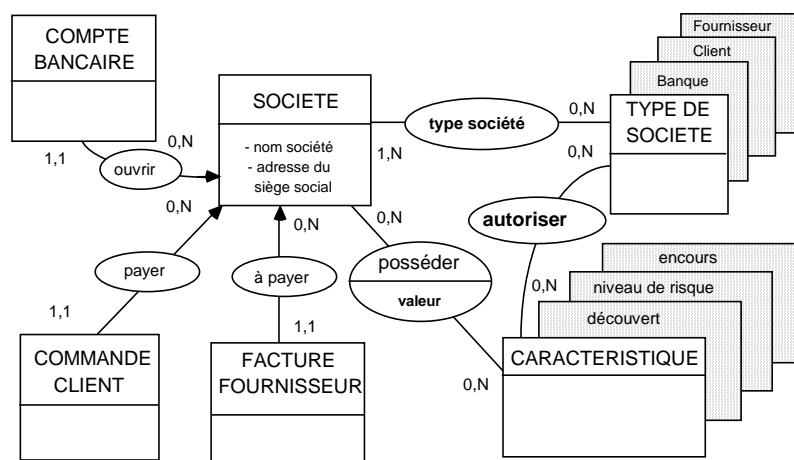 COMPTE
BANCAIRE
Fournisseur
Client
Banque
SOCIETE
- nom société
- adresse du
siège social
type société
TYPE DE
SOCIETE
1,N
0,N
0,N
1,1
ouvrir
0,N
0,N
0,N
0,N
autoriser
payer
à payer
posséder
valeur
encours
niveau de risque
découvert
0,N
1,1
1,1
0,N
COMMANDE
CLIENT
FACTURE
FOURNISSEUR
CARACTERISTIQUE